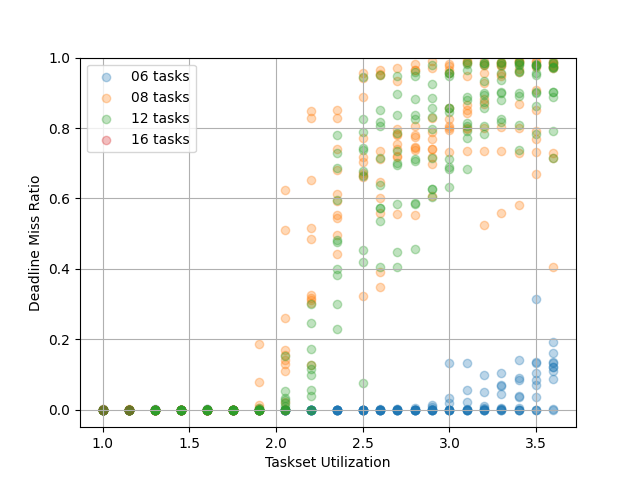 06 tasks
08 tasks
12 tasks
16 tasks
Deadline Miss Ratio
1.0
0.8
0.6
0.4
0.2
0.0
1.0 1.5 2.0 2.5 3.0 3.5
Taskset Utilization